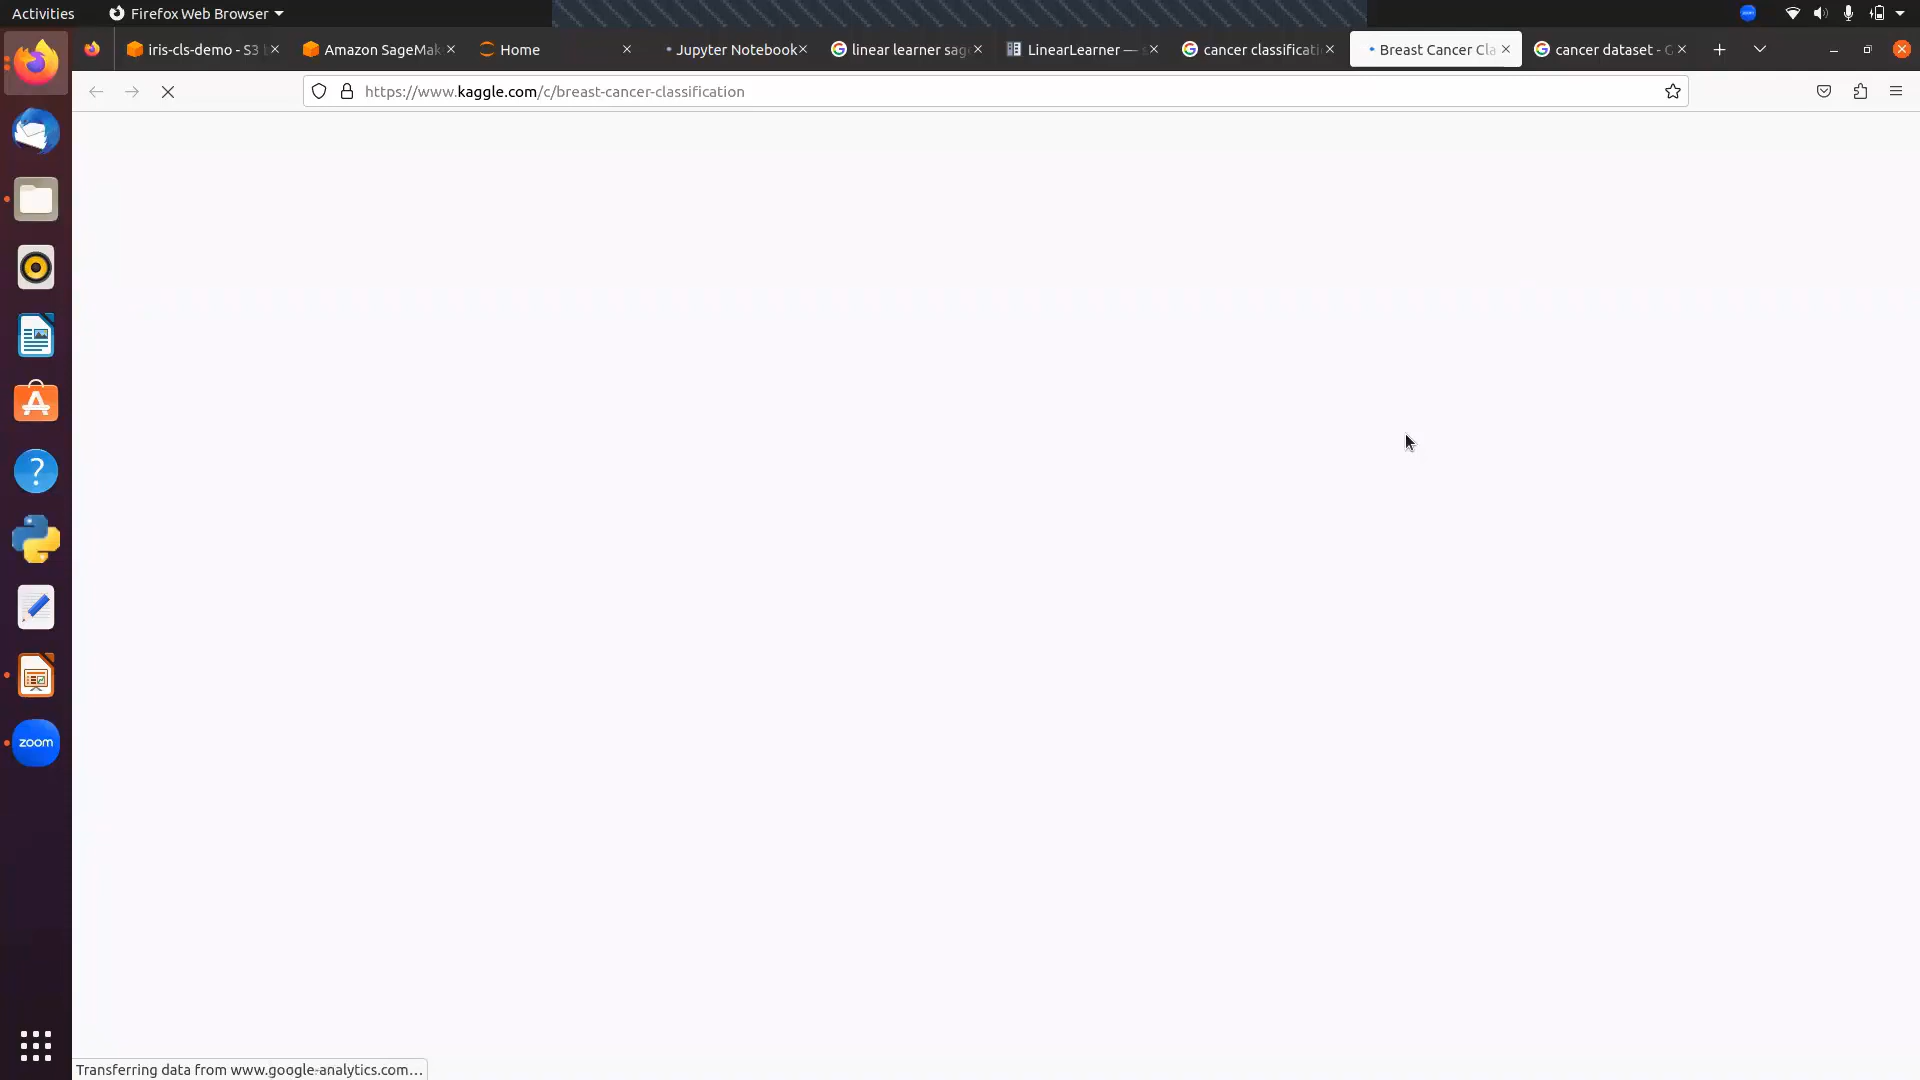 Activities
Firefox Web Browser
iris-cls-demo - S3
Amazon SageMak
Home
Jupyter Notebook
linear learner sag
LinearLearner —
cancer classificati
Breast Cancer Cla
cancer dataset -
https://www.kaggle.com/c/breast-cancer-classification
zoom
Transferring data from www.google-analytics.com…